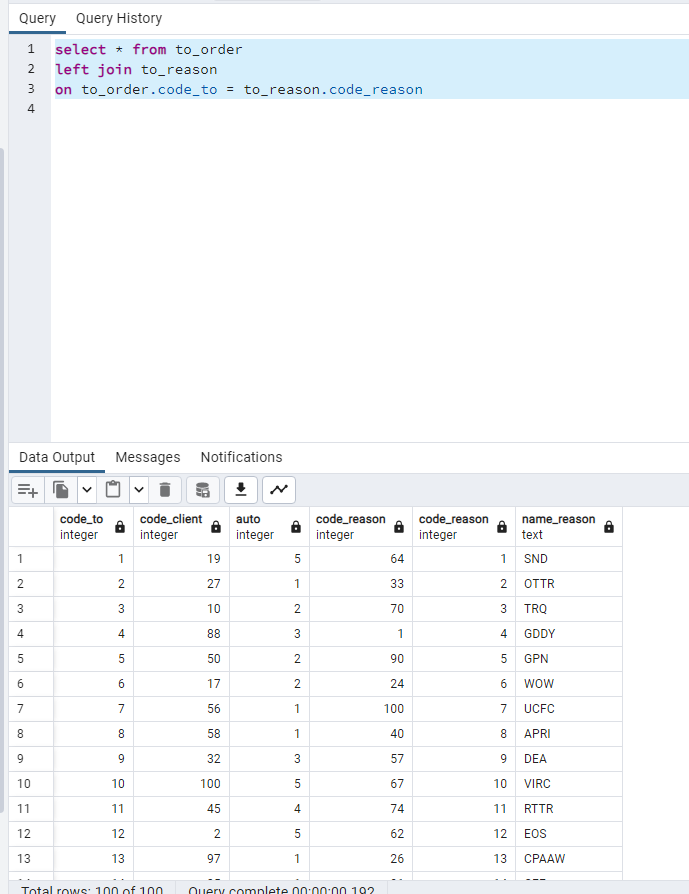 Query Query History
1 select * from to_order
2 left join to_reason
3 on to_order.code_to = to_reason.code_reason
4
Data Output Messages Notifications
code_to code_client auto code_reason code_reason name_reason
integer integer integer integer integer text
1 1 19 5 64 1 SND
2 2 27 1 33 2 OTTR
3 3 10 2 70 3 TRQ
4 4 88 3 1 4 GDDY
5 5 50 2 90 5 GPN
6 6 17 2 24 6 WOW
7 7 56 1 100 7 UCFC
8 8 58 1 40 8 APRI
9 9 32 3 57 9 DEA
10 10 100 5 67 10 VIRC
11 11 45 4 74 11 RTTR
12 12 2 5 62 12 EOS
13 13 97 1 26 13 CPAAW
Total rows: 100 of 100 Query complete 00:00:00.192